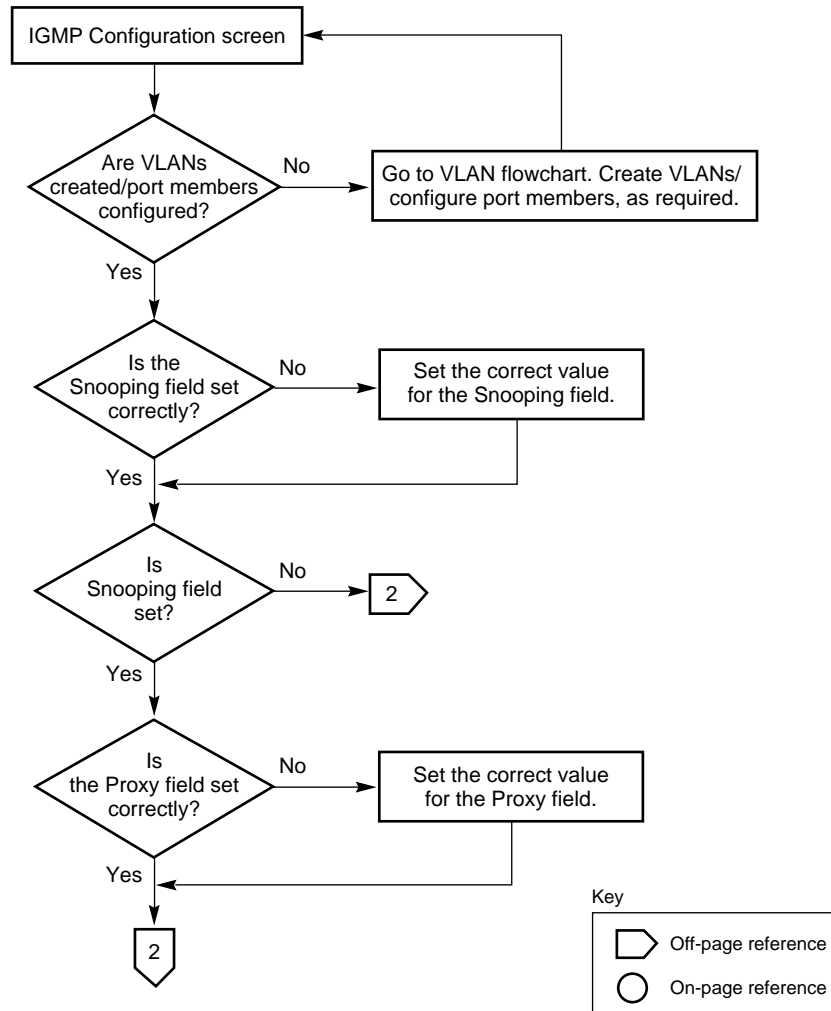 IGMP Configuration screen
Are VLANs
created/port members
configured?
No
Go to VLAN flowchart. Create VLANs/
configure port members, as required.
Yes
Is the
Snooping field set
correctly?
No
Set the correct value
for the Snooping field.
Yes
Is
Snooping field
set?
No
2
Yes
Is
the Proxy field set
correctly?
No
Set the correct value
for the Proxy field.
Yes
2
Key
Off-page reference
On-page reference